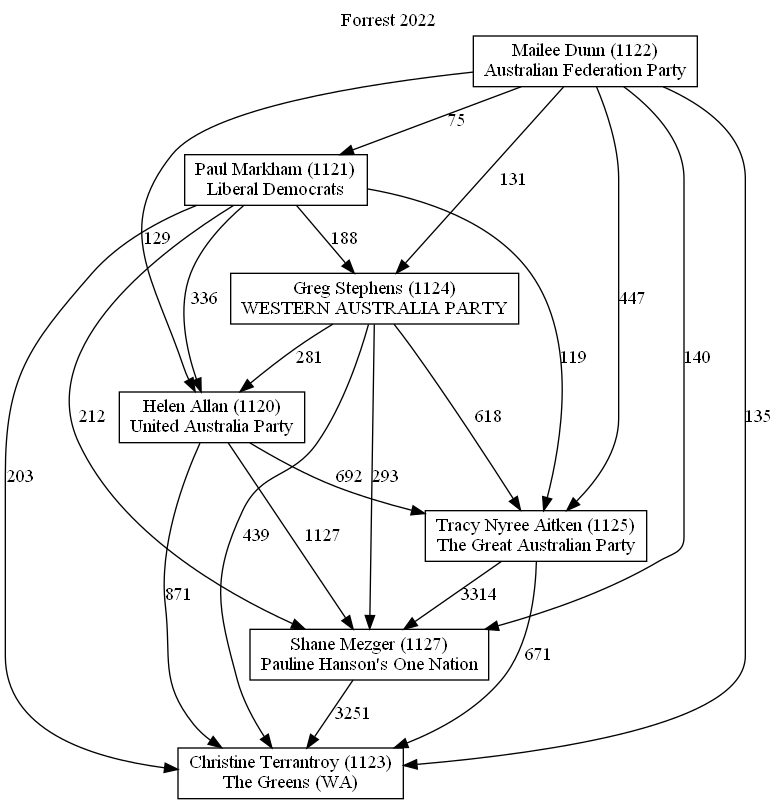 Forrest 2022
Mailee Dunn (1122)
Australian Federation Party
75
Paul Markham (1121)
Liberal Democrats
131
129
188
336
447
119
140
135
212
203
Greg Stephens (1124)
WESTERN AUSTRALIA PARTY
281
618
Helen Allan (1120)
United Australia Party
692
293
439
1127
871
Tracy Nyree Aitken (1125)
The Great Australian Party
3314
671
Shane Mezger (1127)
Pauline Hanson's One Nation
3251
Christine Terrantroy (1123)
The Greens (WA)